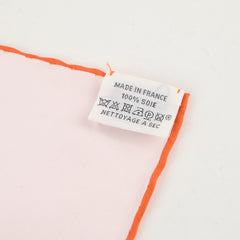 MADE IN FRANCE
100% SOIE
NETTOYAGE A SEC